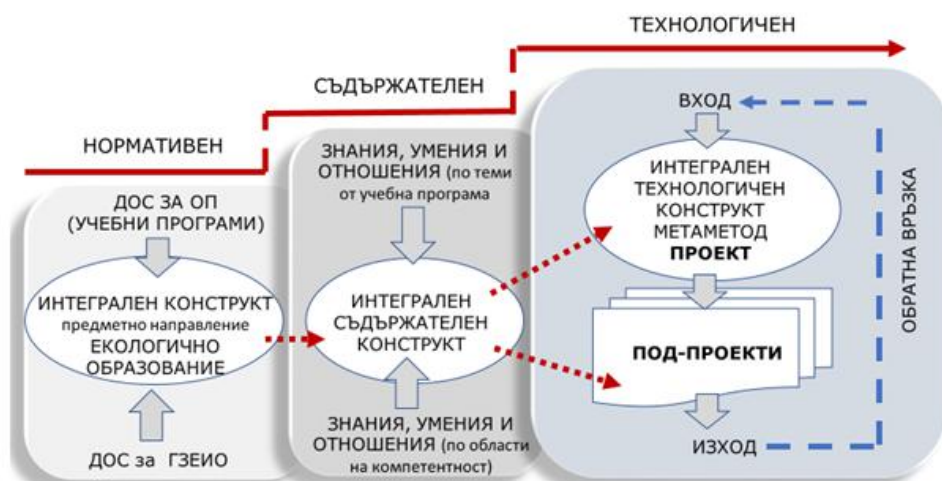 ТЕХНОЛОГИЧЕН
СЪДЪРЖАТЕЛЕН
НОРМАТИВЕН
ДОС ЗА ОП
(УЧЕБНИ ПРОГРАМИ)
ИНТЕГРАЛЕН КОНСТРУКТ
предметно направление
ЕКОЛОГИЧНО
ОБРАЗОВАНИЕ
ДОС за ГЗЕИО
ЗНАНИЯ, УМЕНИЯ И
ОТНОШЕНИЯ (по теми
от учебна програма
ИНТЕГРАЛЕН
СЪДЪРЖАТЕЛЕН
КОНСТРУКТ
ЗНАНИЯ, УМЕНИЯ И
ОТНОШЕНИЯ (по области
на компетентност)
ВХОД
ИНТЕГРАЛЕН
ТЕХНОЛОГИЧЕН
КОНСТРУКТ
МЕТАМЕТОД
ПРОЕКТ
ПОД-ПРОЕКТИ
ИЗХОД
ОБРАТНА ВРЪЗКА